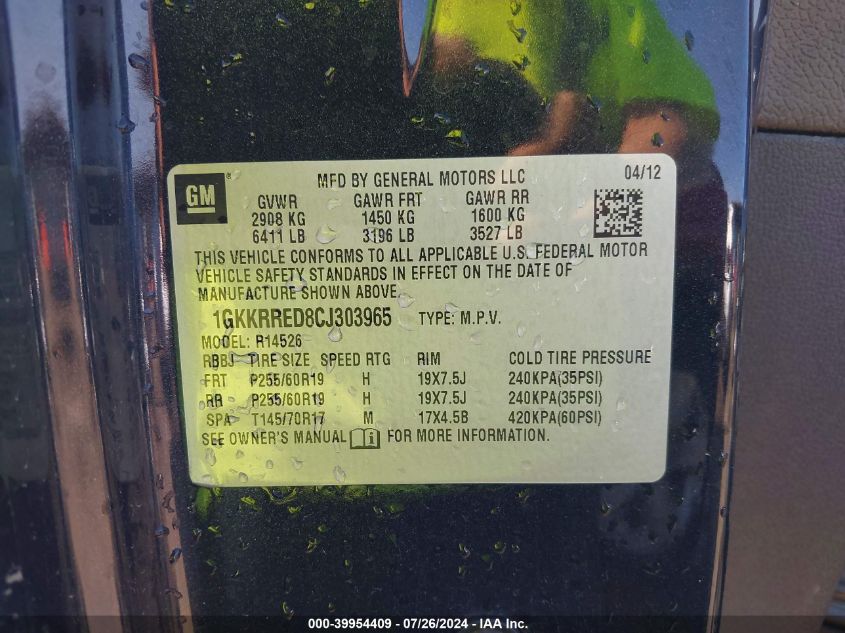 GM ®
MFD BY GENERAL MOTORS LLC 04/12
GVWR GAWR FRT GAWR RR
2908 KG 1450 KG 1600 KG
6411 LB 3196 LB 3527 LB
THIS VEHICLE CONFORMS TO ALL APPLICABLE U.S. FEDERAL MOTOR
VEHICLE SAFETY STANDARDS IN EFFECT ON THE DATE OF
MANUFACTURE SHOWN ABOVE.
1GKKRRED8CJ303965 TYPE: M.P.V.
MODEL: R14526
RBBJ TIRE SIZE SPEED RTG RIM COLD TIRE PRESSURE
FRT P255/60R19 H 19X7.5J 240KPA(35PSI)
RR P255/60R19 H 19X7.5J 240KPA(35PSI)
SPA T145/70R17 M 17X4.5B 420KPA(60PSI)
SEE OWNER'S MANUAL FOR MORE INFORMATION.
000-39954409 - 07/26/2024 - IAA Inc.